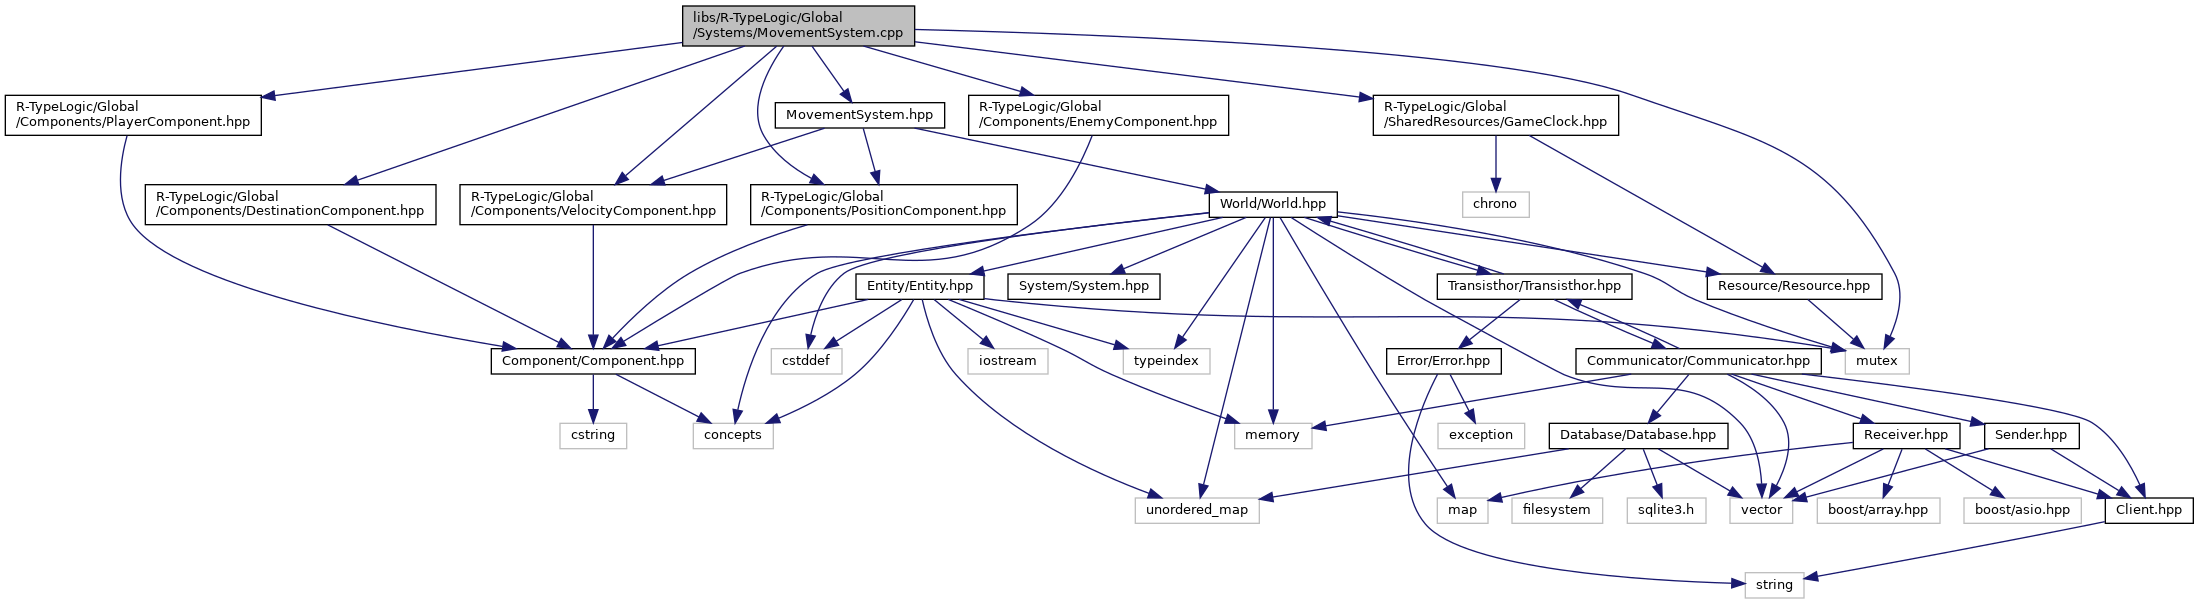 libs/R-TypeLogic/Global
/Systems/MovementSystem.cpp
R-TypeLogic/Global
/Components/PlayerComponent.hpp
MovementSystem.hpp
R-TypeLogic/Global
/Components/EnemyComponent.hpp
R-TypeLogic/Global
/SharedResources/GameClock.hpp
R-TypeLogic/Global
/Components/DestinationComponent.hpp
R-TypeLogic/Global
/Components/VelocityComponent.hpp
R-TypeLogic/Global
/Components/PositionComponent.hpp
World/World.hpp
chrono
Entity/Entity.hpp
System/System.hpp
Transisthor/Transisthor.hpp
Resource/Resource.hpp
Component/Component.hpp
cstddef
iostream
typeindex
Error/Error.hpp
Communicator/Communicator.hpp
mutex
cstring
concepts
memory
exception
Database/Database.hpp
Receiver.hpp
Sender.hpp
unordered_map
map
filesystem
sqlite3.h
vector
boost/array.hpp
boost/asio.hpp
Client.hpp
string